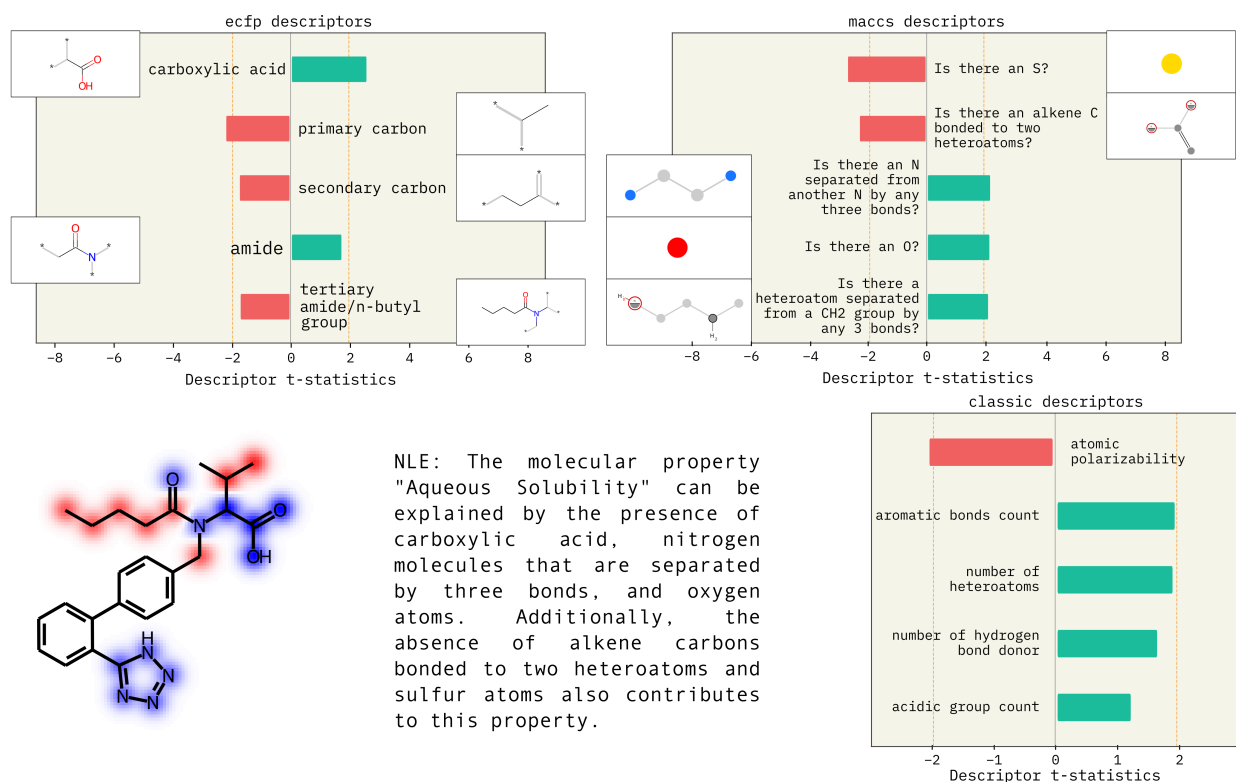 ecfp descriptors
carboxylic acid
primary carbon
secondary carbon
amide
tertiary
amide/n-butyl
group
* * O OH
* *
* * *
* O N * *
O N * * *
−8 −6 −4 −2 0 2 4 6 8
Descriptor t-statistics
maccs descriptors
Is there an S?
Is there an alkene C
bonded to two
heteroatoms?
Is there an N
separated from
another N by any
three bonds?
Is there an O?
Is there a
heteroatom separated
from a CH2 group by
any 3 bonds?
H₂
−8 −6 −4 −2 0 2 4 6 8
Descriptor t-statistics
O
N
O
OH
H
N
N
N
N
NLE: The molecular property
"Aqueous Solubility" can be
explained by the presence of
carboxylic acid, nitrogen
molecules that are separated
by three bonds, and oxygen
atoms. Additionally, the
absence of alkene carbons
bonded to two heteroatoms and
sulfur atoms also contributes
to this property.
classic descriptors
atomic
polarizability
aromatic bonds count
number of
heteroatoms
number of hydrogen
bond donor
acidic group count
−2 −1 0 1 2
Descriptor t-statistics